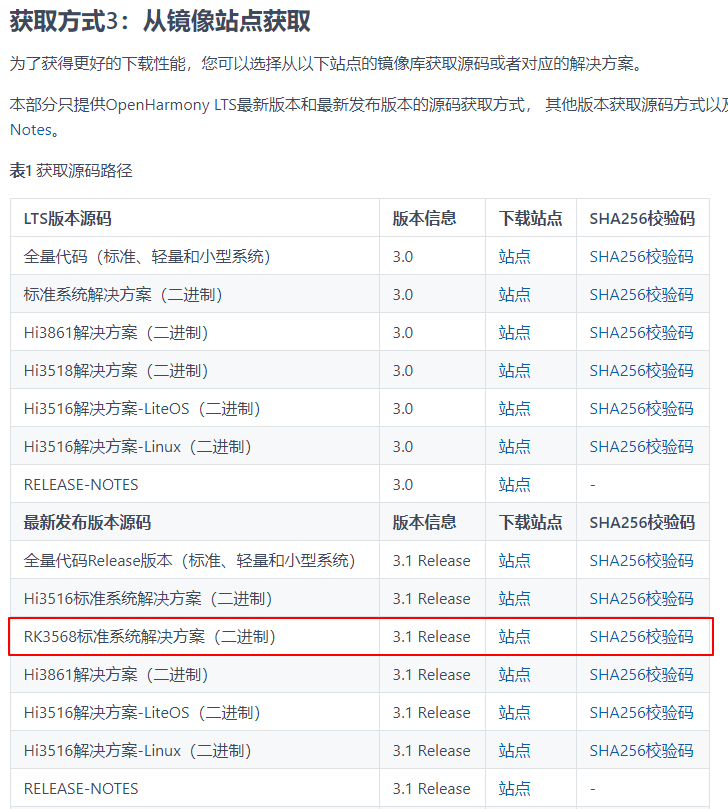 获取方式3：从镜像站点获取
为了获得更好的下载性能，您可以选择从以下站点的镜像库获取源码或者对应的解决方案。
本部分只提供OpenHarmony LTS最新版本和最新发布版本的源码获取方式， 其他版本获取源码方式以及
Notes。
表1 获取源码路径
LTS版本源码 版本信息 下载站点 SHA256校验码
全量代码（标准、轻量和小型系统） 3.0 站点 SHA256校验码
标准系统解决方案（二进制） 3.0 站点 SHA256校验码
Hi3861解决方案（二进制） 3.0 站点 SHA256校验码
Hi3518解决方案（二进制） 3.0 站点 SHA256校验码
Hi3516解决方案-LiteOS（二进制） 3.0 站点 SHA256校验码
Hi3516解决方案-Linux（二进制） 3.0 站点 SHA256校验码
RELEASE-NOTES 3.0 站点 -
最新发布版本源码 版本信息 下载站点 SHA256校验码
全量代码Release版本（标准、轻量和小型系统） 3.1 Release 站点 SHA256校验码
Hi3516标准系统解决方案（二进制） 3.1 Release 站点 SHA256校验码
RK3568标准系统解决方案（二进制） 3.1 Release 站点 SHA256校验码
Hi3861解决方案（二进制） 3.1 Release 站点 SHA256校验码
Hi3516解决方案-LiteOS（二进制） 3.1 Release 站点 SHA256校验码
Hi3516解决方案-Linux（二进制） 3.1 Release 站点 SHA256校验码
RELEASE-NOTES 3.1 Release 站点 -